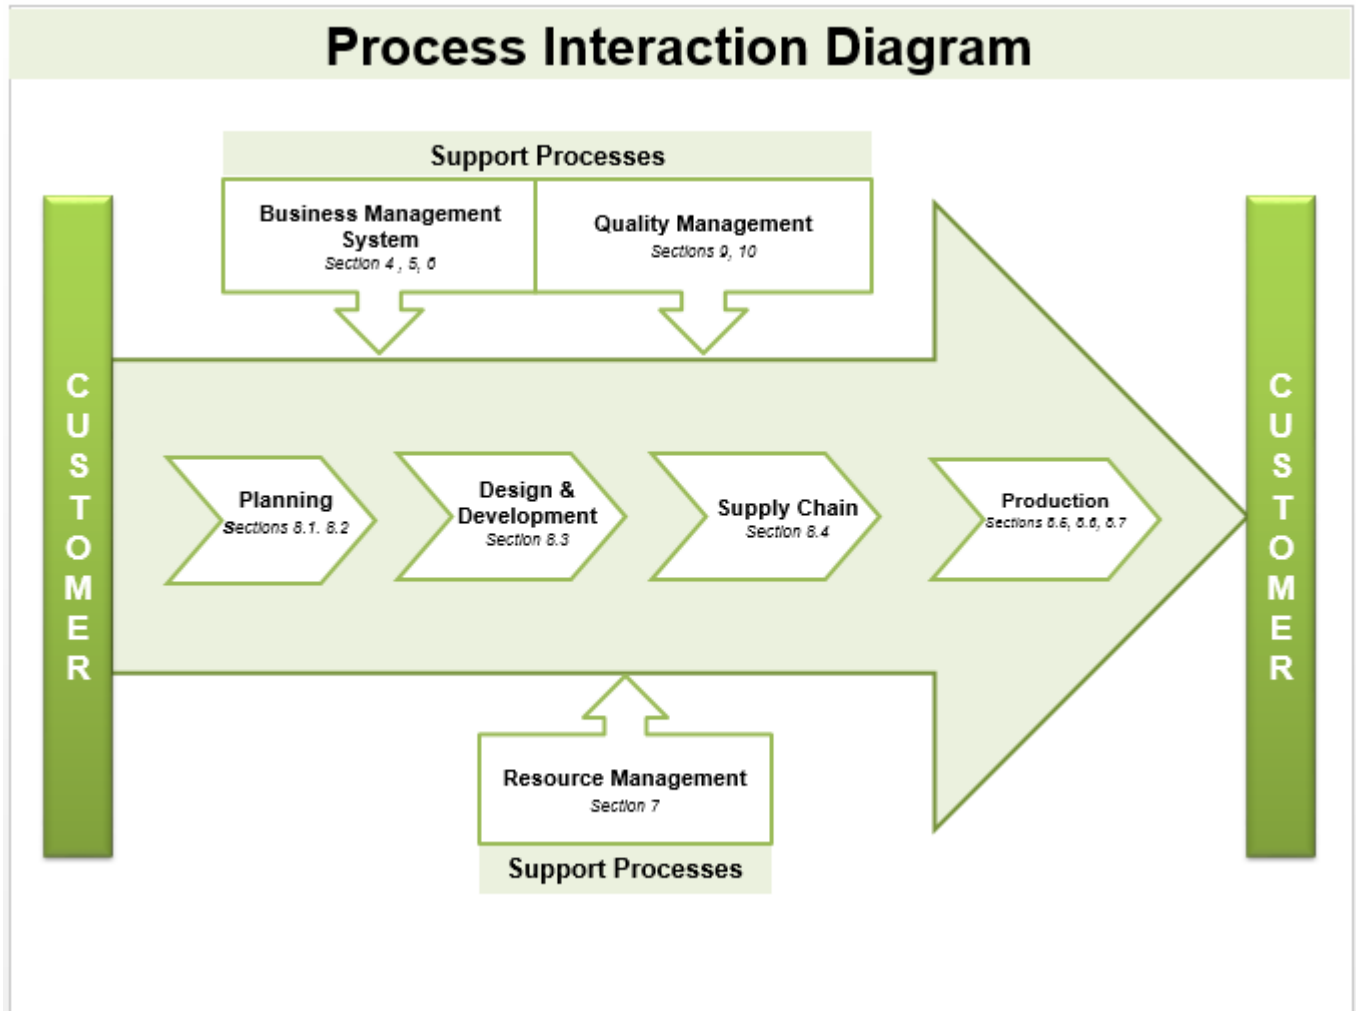 Process Interaction Diagram
Support Processes
Business Management
System
Section 4 , 5, 6
Quality Management
Sections 9, 10
CUSTOMER
Planning
Sections 8.1. 8.2
Design &
Development
Section 8.3
Supply Chain
Section 8.4
Production
Sections 8.5, 8.6, 8.7
CUSTOMER
Resource Management
Section 7
Support Processes